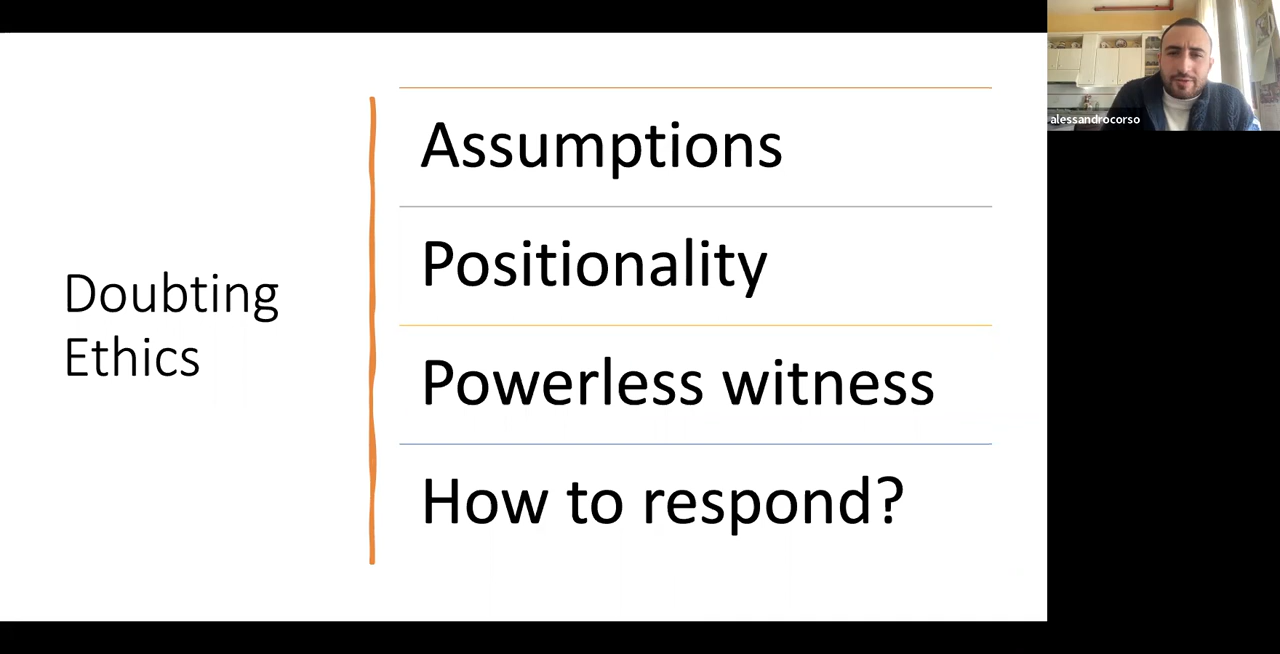 Doubting
Ethics
Assumptions
Positionality
Powerless witness
How to respond?
alessandrocorso